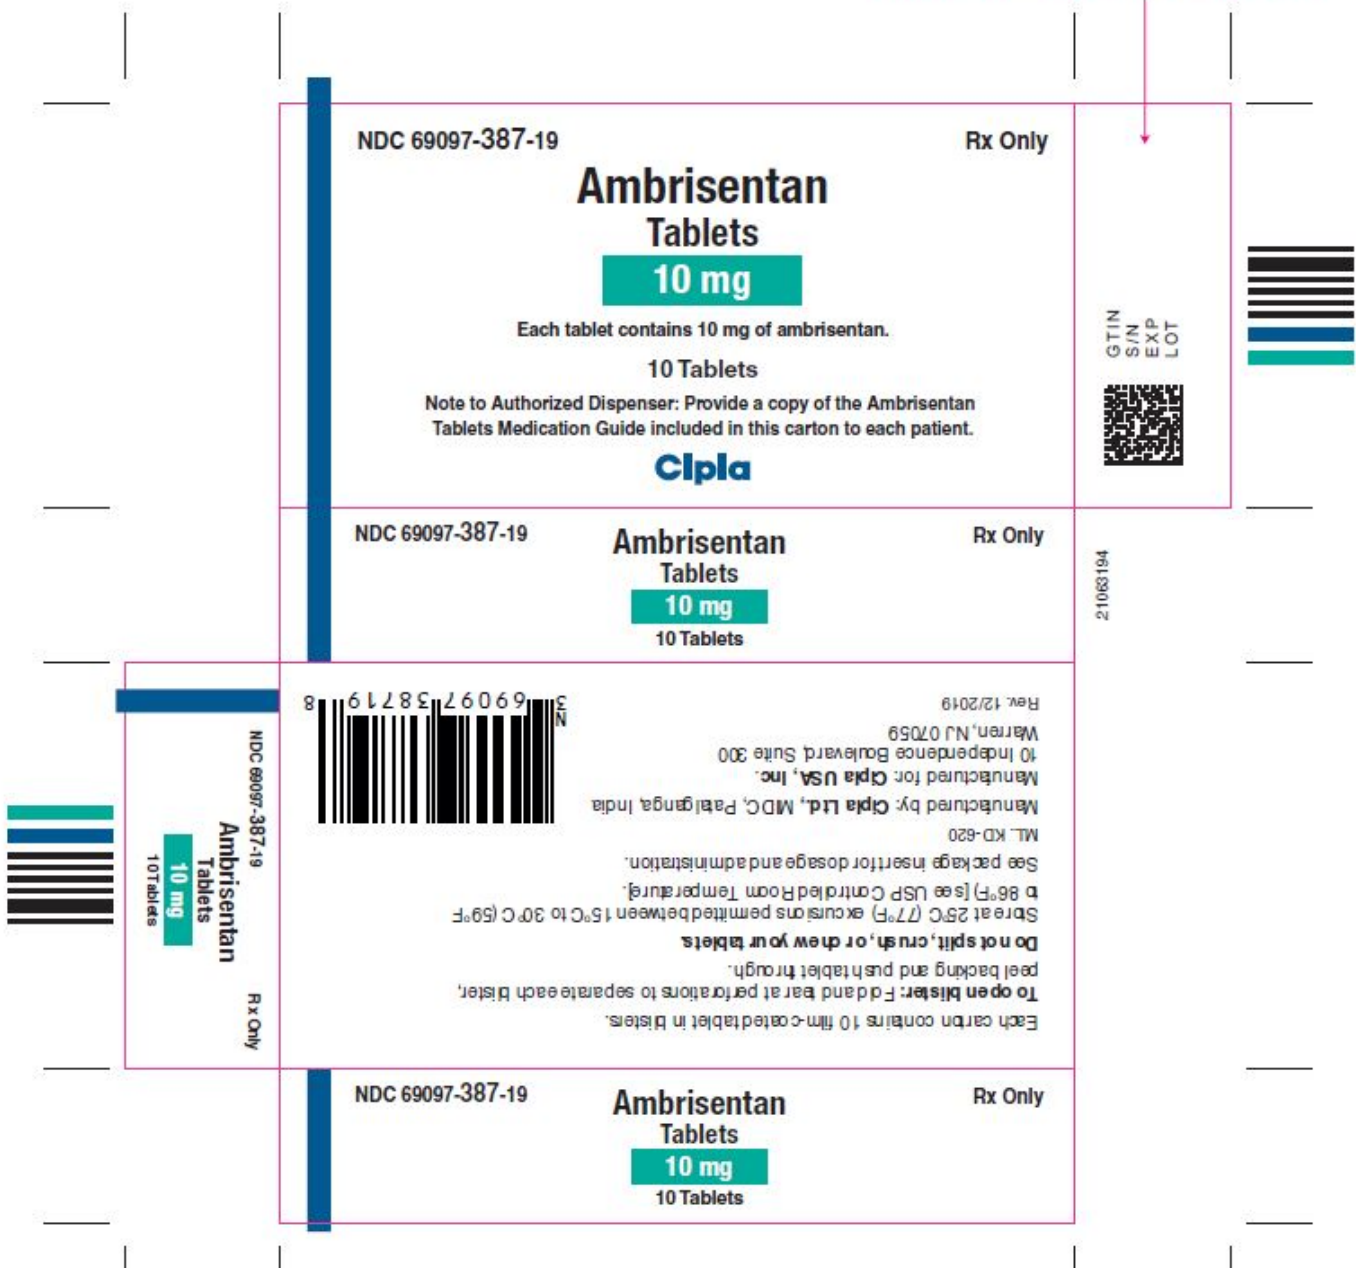 NDC 69097-387-19
Rx Only
Ambrisentan
Tablets
10 mg
Each tablet contains 10 mg of ambrisentan.
10 Tablets
Note to Authorized Dispenser: Provide a copy of the Ambrisentan
Tablets Medication Guide included in this carton to each patient.
Cipla
GTIN
S/N
EXP
LOT
NDC 69097-387-19
Rx Only
Ambrisentan
Tablets
10 mg
10 Tablets
21063194
Each carton contains 10 film-coated tablet in blisters.
To open blister: Fold and tear at perforations to separate each blister,
peel backing and push tablet through.
Do not split, crush, or chew your tablets.
Store at 25°C (77°F) excursions permitted between 15°C to 30°C (59°F
to 86°F) [see USP Controlled Room Temperature].
See package insert for dosage and administration.
ML. KD-620
Manufactured by: Cipla Ltd., MIDC, Patalganga, India
Manufactured for: Cipla USA, Inc.
10 Independence Boulevard, Suite 300
Warren, NJ 07059
Rev. 12/2019
N
3 69097 38719 8
NDC 69097-387-19
Rx Only
Ambrisentan
Tablets
10 mg
10 Tablets
NDC 69097-387-19
Rx Only
Ambrisentan
Tablets
10 mg
10 Tablets